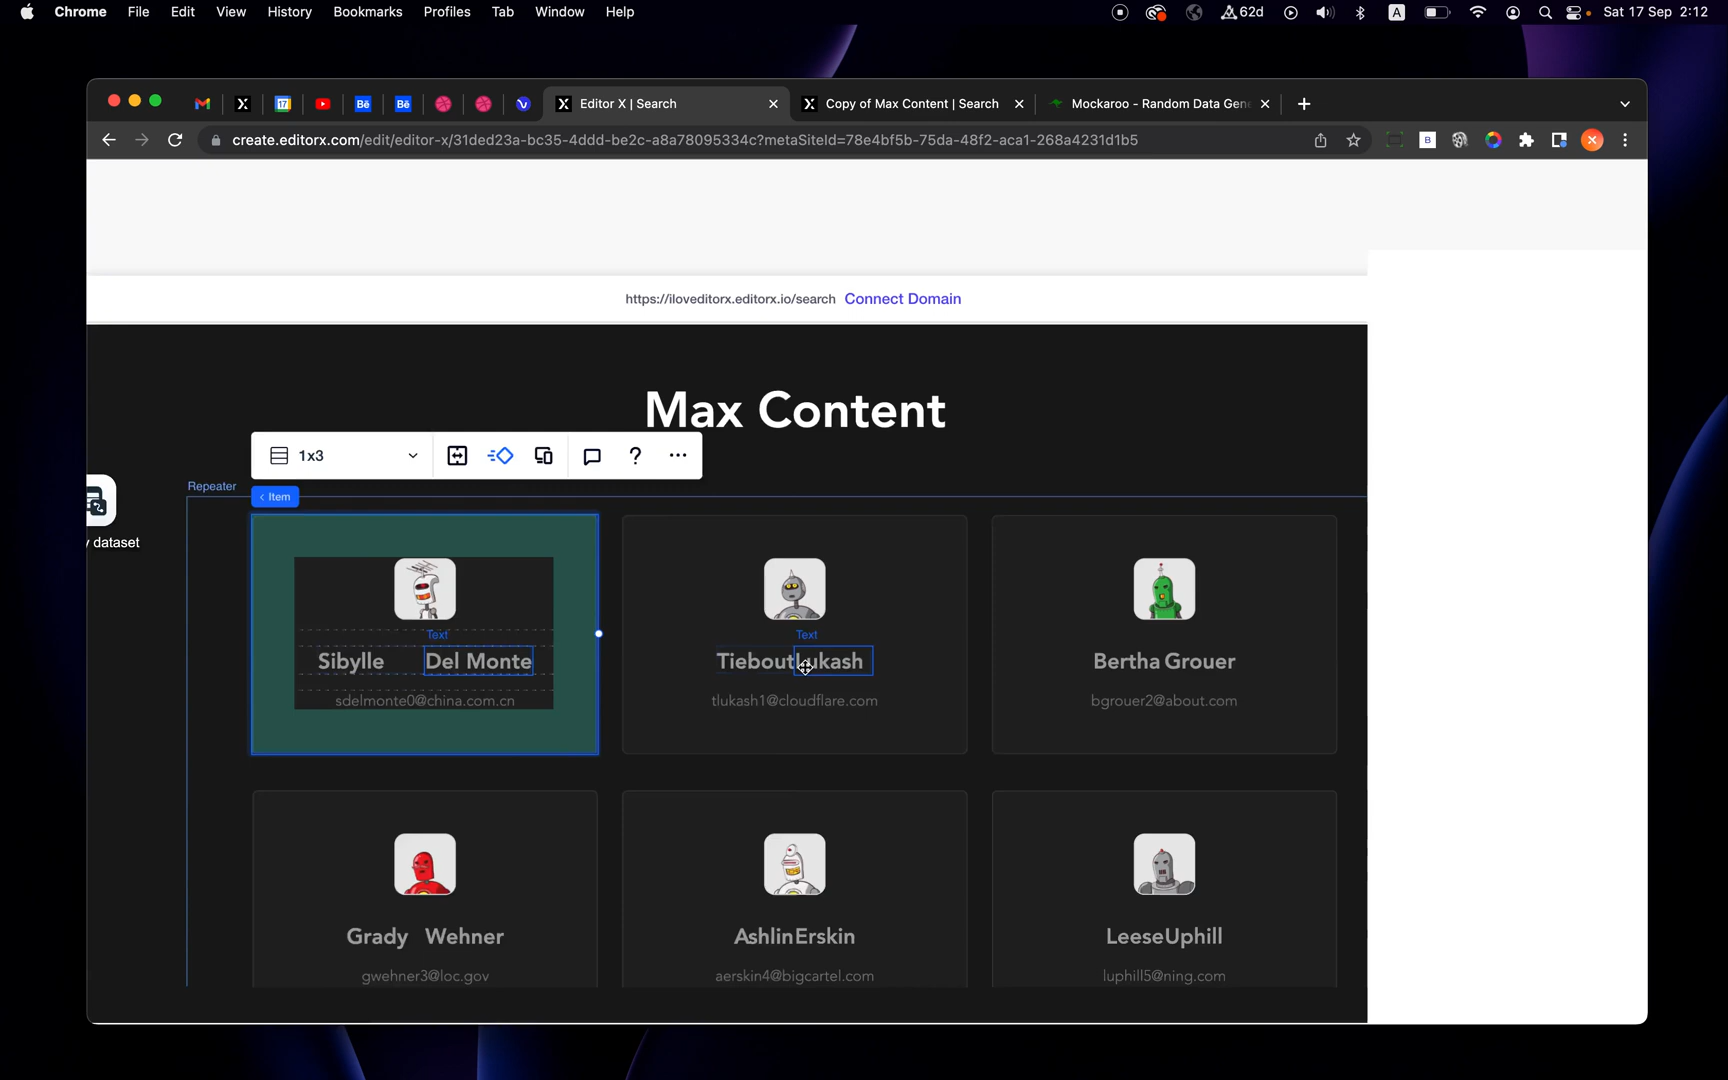 Chrome File Edit View History Bookmarks Profiles Tab Window Help 62d A Sat 17 Sep 2:12
17 Bē Bē Editor X | Search Copy of Max Content | Search Mockaroo - Random Data Gen
create.editorx.com/edit/editor-x/31ded23a-bc35-4ddd-be2c-a8a78095334c?metaSiteId=78e4bf5b-75da-48f2-aca1-268a4231d1b5
https://iloveditorx.editorx.io/search Connect Domain
Max Content
1x3
Repeater
< Item
y dataset
Text Text
Sibylle Del Monte TieboutLukash Bertha Grouer
sdelmonte0@china.com.cn tlukash1@cloudflare.com bgrouer2@about.com
Grady Wehner AshlinErskin LeeseUphill
gwehner3@loc.gov aerskin4@bigcartel.com luphill5@ning.com